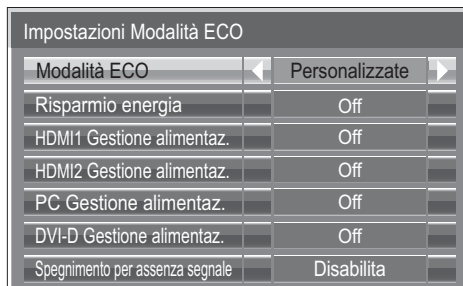 Impostazioni Modalità ECO
Modalità ECO Personalizzate
Risparmio energia Off
HDMI1 Gestione alimentaz. Off
HDMI2 Gestione alimentaz. Off
PC Gestione alimentaz. Off
DVI-D Gestione alimentaz. Off
Spegnimento per assenza segnale Disabilita